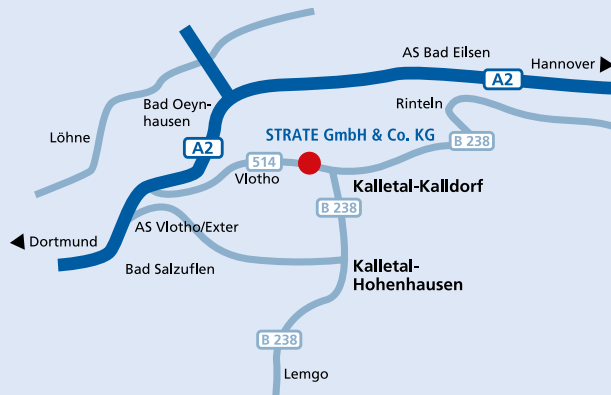 AS Bad Eilsen
Hannover
A2
Rinteln
Bad Oeyn-
hausen
Löhne
STRATE GmbH & Co. KG
B 238
A2
514
Vlotho
Kalletal-Kalldorf
B 238
AS Vlotho/Exter
Dortmund
Bad Salzuflen
Kalletal-
Hohenhausen
B 238
Lemgo